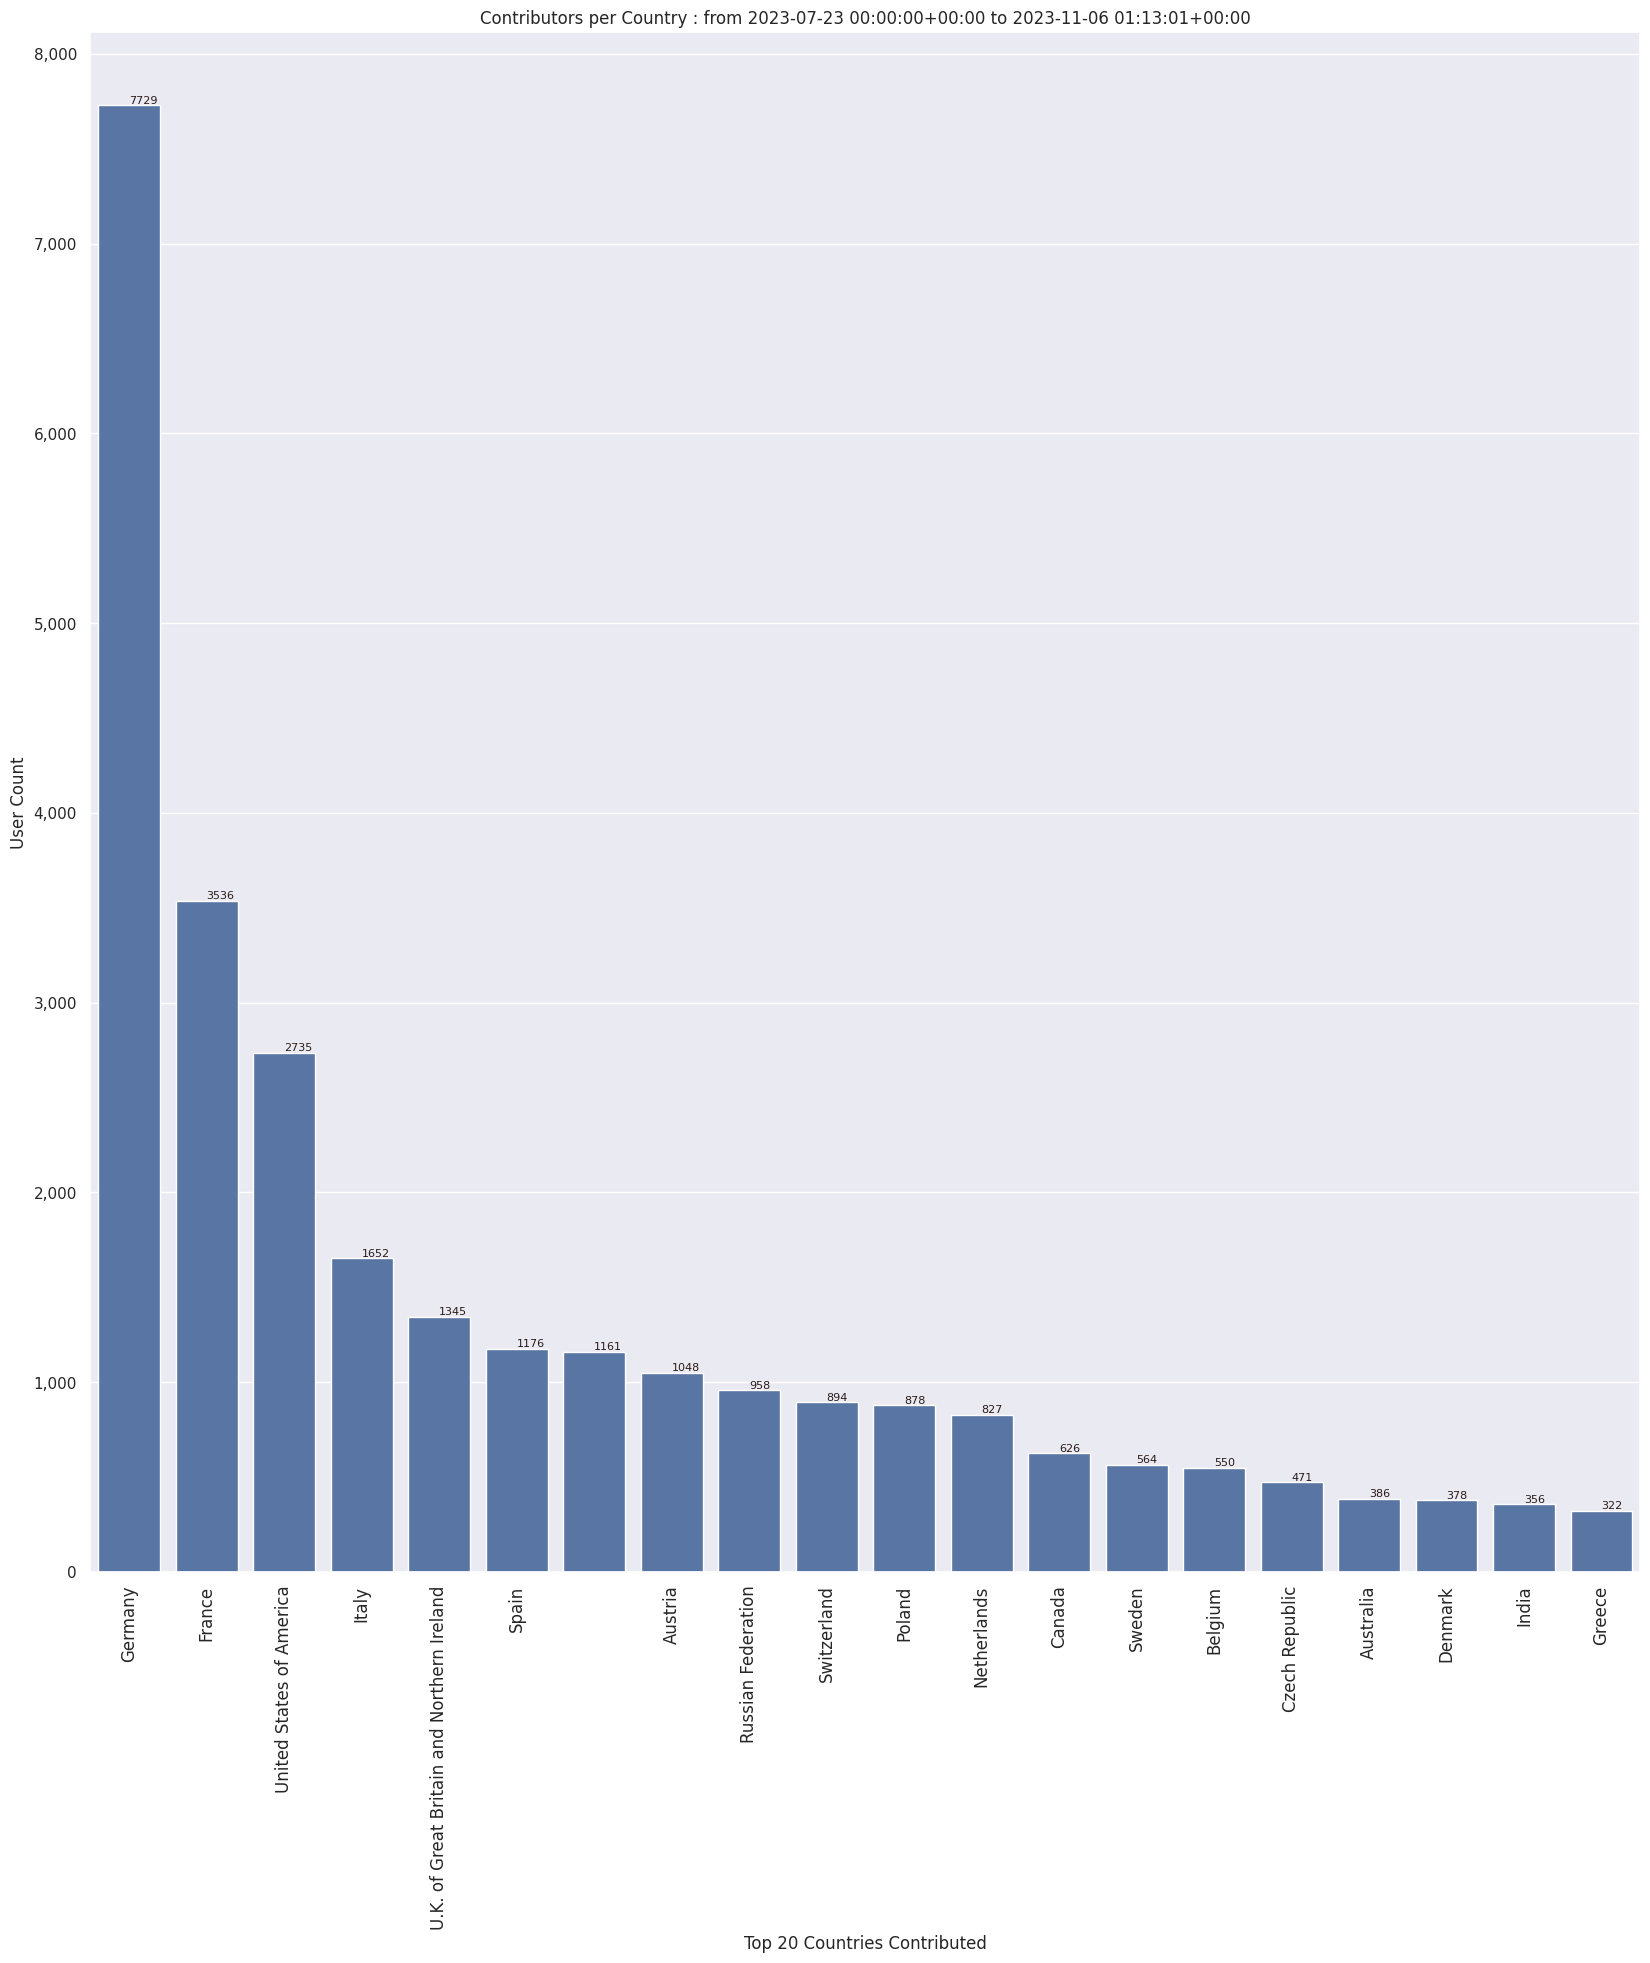 Contributors per Country : from 2023-07-23 00:00:00+00:00 to 2023-11-06 01:13:01+00:00
8,000
7,000
6,000
5,000
4,000
3,000
2,000
1,000
0
User Count
7729
3536
2735
1652
1345
1176
1161
1048
958
894
878
827
626
564
550
471
386
378
356
322
Germany
France
United States of America
Italy
U.K. of Great Britain and Northern Ireland
Spain
Austria
Russian Federation
Switzerland
Poland
Netherlands
Canada
Sweden
Belgium
Czech Republic
Australia
Denmark
India
Greece
Top 20 Countries Contributed